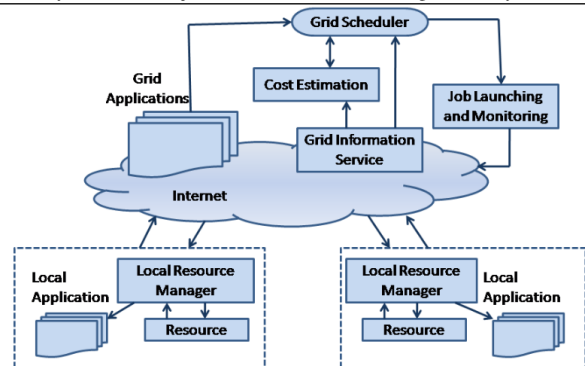 Grid Scheduler
Grid
Applications
Cost Estimation
Job Launching
and Monitoring
Grid Information
Service
Internet
Local
Application
Local Resource
Manager
Resource
Local Resource
Manager
Local
Application
Resource